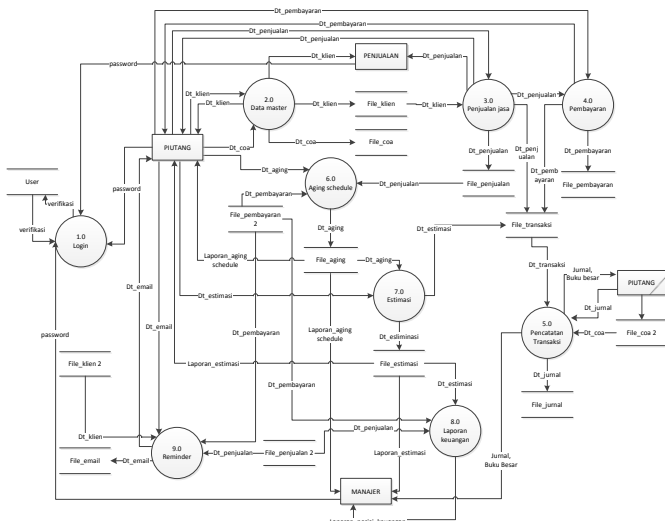 Dt_pembayaran
Dt_pembayaran
Dt_penjualan
Dt_penjualan
password
Dt_klien
PENJUALAN
Dt_penjualan
Dt_klien
Dt_klien
2.0
Data master
Dt_klien
File_klien
Dt_klien
3.0
Penjualan jasa
Dt_penjualan
4.0
Pembayaran
Dt_coa
Dt_coa
File_coa
PIUTANG
Dt_penjualan
Dt_penj
ualan
Dt_pemb
ayaran
Dt_pembayaran
Dt_aging
6.0
Aging schedule
Dt_penjualan
File_penjualan
File_pembayaran
User
verifikasi
verifikasi
password
1.0
Login
Dt_pembayaran
File_pembayaran
2
Dt_aging
Dt_estimasi
File_transaksi
Laporan_aging
schedule
File_aging
Dt_aging
Dt_transaksi
Jurnal,
Buku besar
PIUTANG
Dt_email
Dt_estimasi
7.0
Estimasi
Dt_jurnal
5.0
Pencatatan
Transaksi
Dt_coa
File_coa 2
password
Dt_email
Dt_pembayaran
Laporan_aging
schedule
Dt_esliminasi
File_klien 2
Laporan_estimasi
File_estimasi
Dt_jurnal
File_jurnal
Dt_pembayaran
Dt_estimasi
Dt_klien
Dt_penjualan
8.0
Laporan
keuangan
9.0
Reminder
File_email
Dt_email
Dt_penjualan
File_penjualan 2
Laporan_estimasi
Jurnal,
Buku Besar
MANAJER